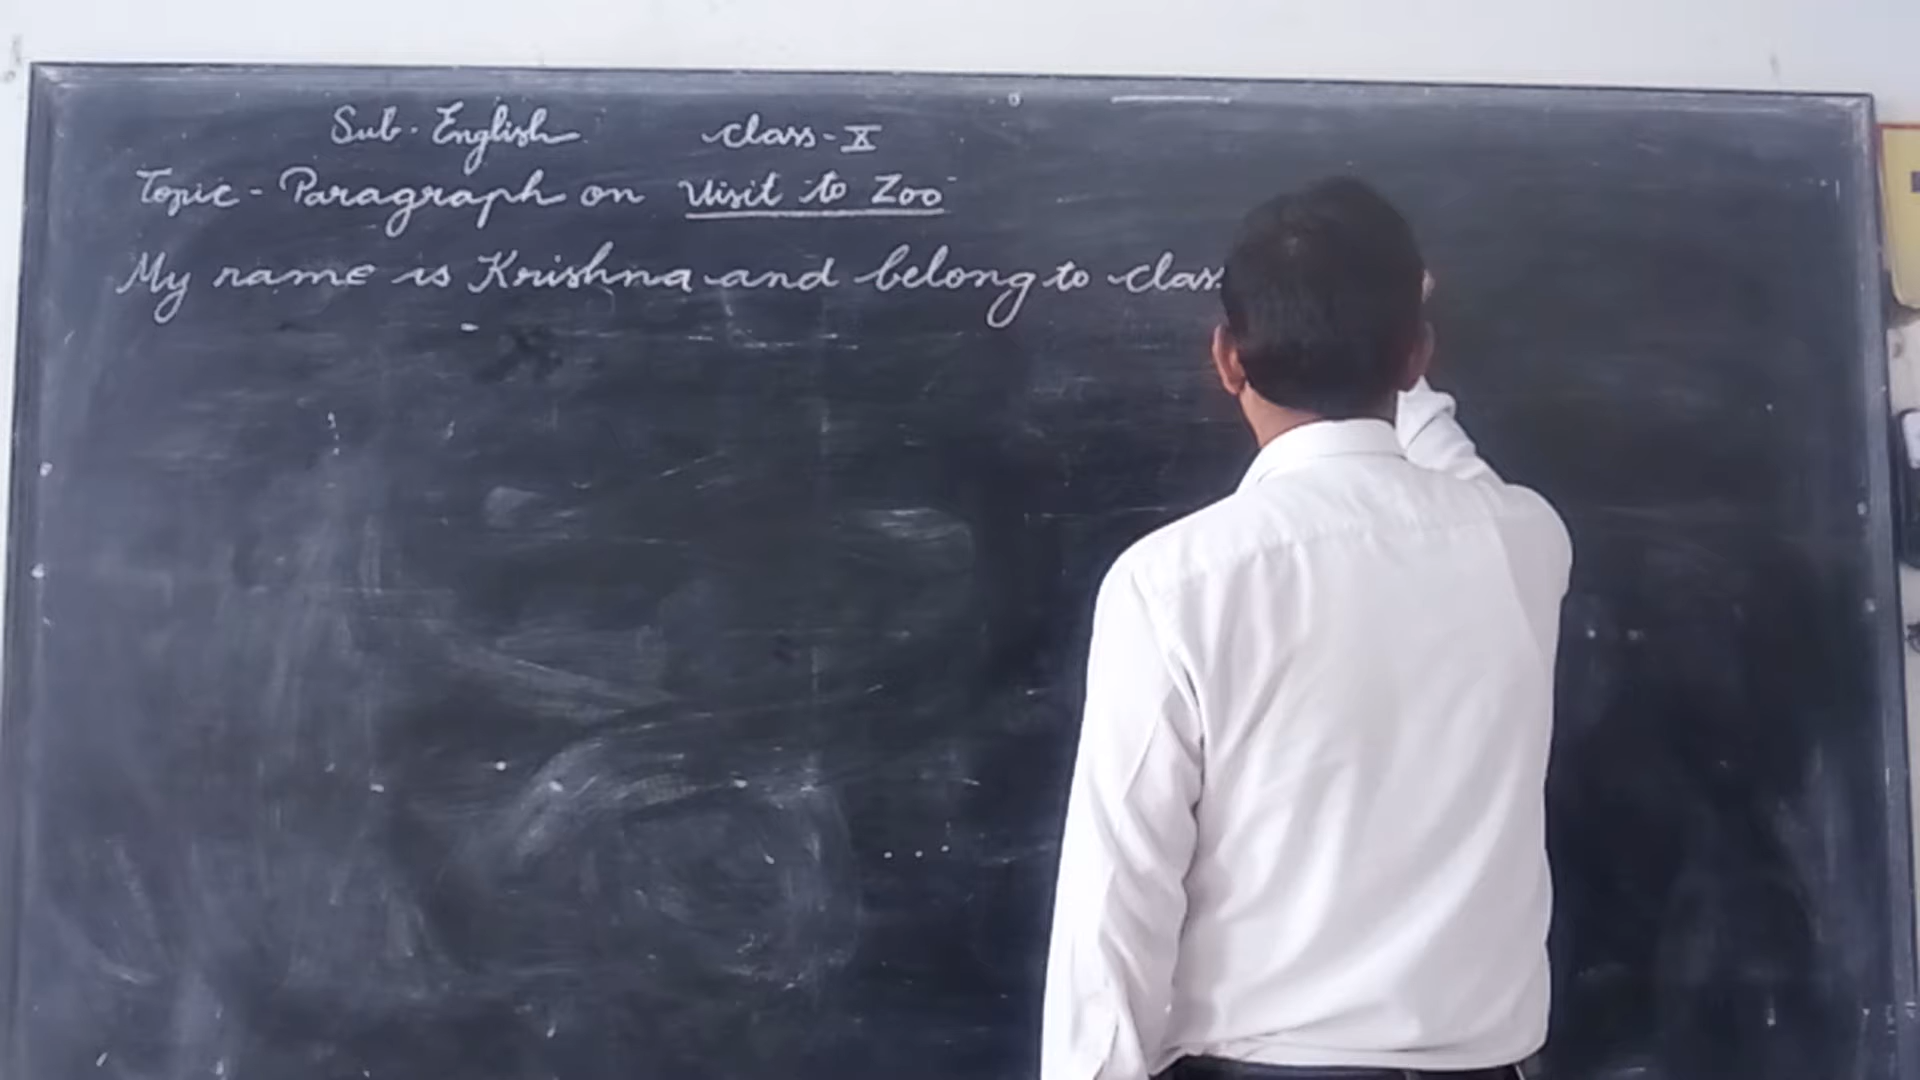 Sub. English class-X
Topic - Paragraph on Visit to Zoo
My name is Krishna and belong to class